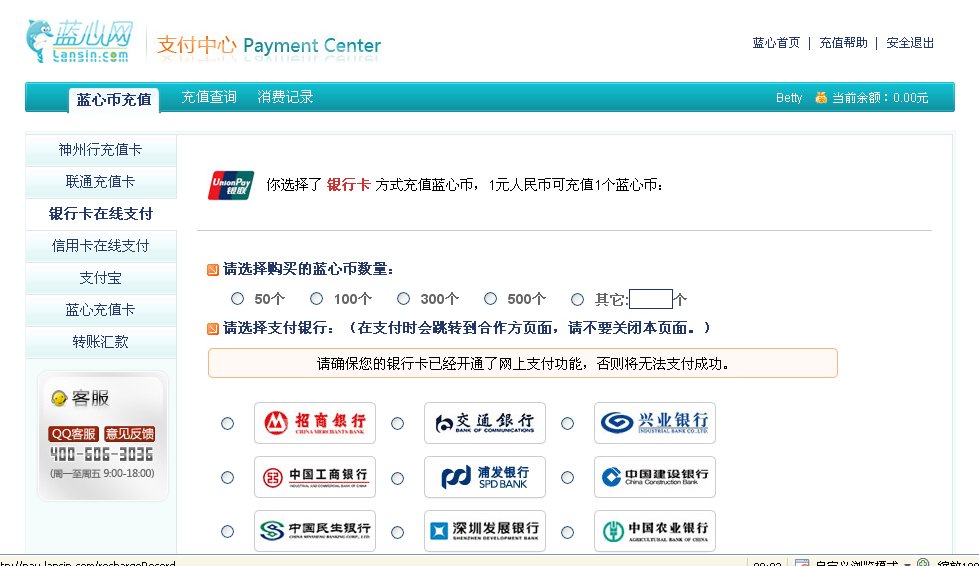 蓝心网
Lansin.com
支付中心 Payment Center
蓝心首页 | 充值帮助 | 安全退出
蓝心币充值 充值查询 消费记录
Betty 当前余额：0.00元
神州行充值卡
联通充值卡
银行卡在线支付
信用卡在线支付
支付宝
蓝心充值卡
转账汇款
客服
QQ客服 意见反馈
400-606-3036
(周一至周五 9:00-18:00)
UnionPay
银联
你选择了 银行卡 方式充值蓝心币，1元人民币可充值1个蓝心币：
请选择购买的蓝心币数量：
50个 100个 300个 500个 其它: 个
请选择支付银行：（在支付时会跳转到合作方页面，请不要关闭本页面。）
请确保您的银行卡已经开通了网上支付功能，否则将无法支付成功。
招商银行 交通银行 兴业银行
CHINA MERCHANTS BANK BANK OF COMMUNICATIONS INDUSTRIAL BANK CO.,LTD.
中国工商银行 浦发银行 中国建设银行
INDUSTRIAL AND COMMERCIAL BANK OF CHINA SPD BANK China Construction Bank
中国民生银行 深圳发展银行 中国农业银行
CHINA MINSHENG BANKING CORP., LTD SHENZHEN DEVELOPMENT BANK AGRICULTURAL BANK OF CHINA